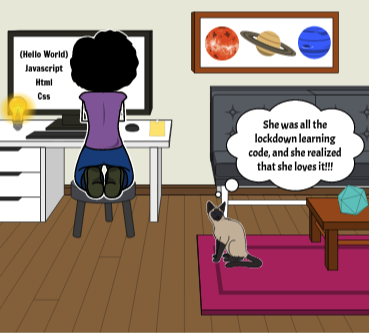 (Hello World)
Javascript
Html
Css
She was all the
lockdown learning
code, and she realized
that she loves it!!!